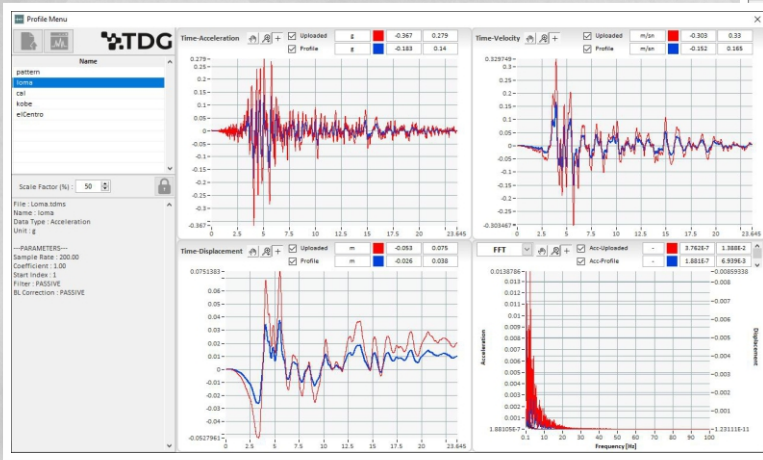 Profile Menu
TDG
Name
pattern
loma
cal
kobe
elCentro
Scale Factor (%) : 50
File : Loma.tdms
Name : loma
Data Type : Acceleration
Unit : g
---PARAMETERS---
Sample Rate : 200.00
Coefficient : 1.00
Start Index : 1
Filter : PASSIVE
BL Correction : PASSIVE
Time-Acceleration
Uploaded g -0.367 0.279
Profile g -0.183 0.14
0.279
0.25
0.2
0.15
0.1
0.05
0
-0.05
-0.1
-0.15
-0.2
-0.25
-0.3
-0.367
0 2.5 5 7.5 10 12.5 15 17.5 23.645
Time-Velocity
Uploaded m/sn -0.303 0.33
Profile m/sn -0.152 0.165
0.329749
0.3
0.25
0.2
0.15
0.1
0.05
0
-0.05
-0.1
-0.15
-0.2
-0.25
-0.303467
0 2.5 5 7.5 10 12.5 15 17.5 23.645
Time-Displacement
Uploaded m -0.053 0.075
Profile m -0.026 0.038
0.0751383
0.06
0.05
0.04
0.03
0.02
0.01
0
-0.01
-0.02
-0.03
-0.04
-0.0527961
0 2.5 5 7.5 10 12.5 15 17.5 23.645
FFT
Acc-Uploaded - 3.762E-7 1.388E-2
Acc-Profile - 1.881E-7 6.939E-3
0.0138786
0.013
0.012
0.011
0.01
0.009
0.008
0.007
0.006
0.005
0.004
0.003
0.002
0.001
1.88105E-7
Acceleration
0.00859338
-0.008
-0.007
-0.006
-0.005
-0.004
-0.003
-0.002
-0.001
-1.23111E-11
Displacement
0.1 10 20 30 40 50 60 70 80 90 100
Frequency [Hz]